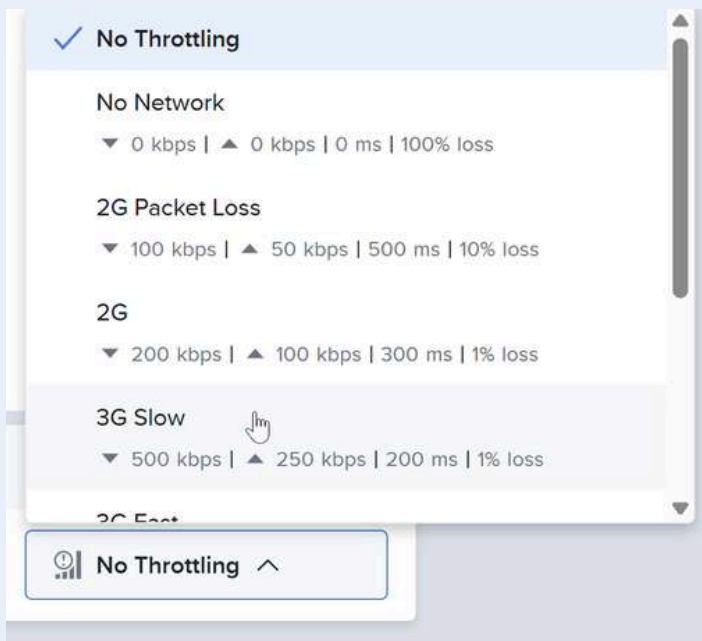 No Throttling
No Network
▼ 0 kbps | ▲ 0 kbps | 0 ms | 100% loss
2G Packet Loss
▼ 100 kbps | ▲ 50 kbps | 500 ms | 10% loss
2G
▼ 200 kbps | ▲ 100 kbps | 300 ms | 1% loss
3G Slow
▼ 500 kbps | ▲ 250 kbps | 200 ms | 1% loss
3G Fast
No Throttling